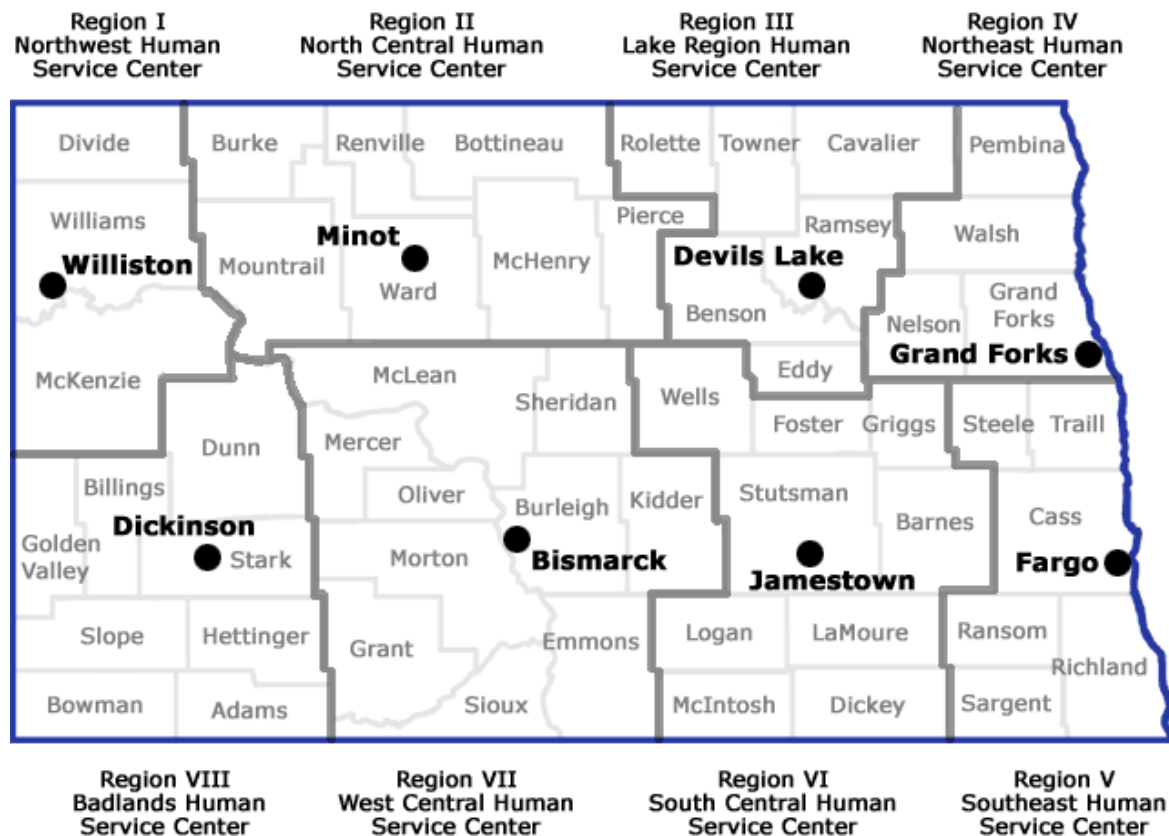 Region I
Northwest Human
Service Center
Region II
North Central Human
Service Center
Region III
Lake Region Human
Service Center
Region IV
Northeast Human
Service Center
Divide
Burke
Renville
Bottineau
Rolette
Towner
Cavalier
Pembina
Williams
Pierce
Ramsey
Walsh
Williston
Minot
Mountrail
McHenry
Devils Lake
Ward
Benson
Nelson
Grand
Forks
Grand Forks
McKenzie
McLean
Eddy
Sheridan
Wells
Foster
Griggs
Steele
Traill
Dunn
Mercer
Billings
Oliver
Burleigh
Kidder
Stutsman
Barnes
Cass
Dickinson
Golden
Valley
Stark
Morton
Bismarck
Jamestown
Fargo
Slope
Hettinger
Grant
Emmons
Logan
LaMoure
Ransom
Richland
Bowman
Adams
Sioux
McIntosh
Dickey
Sargent
Region VIII
Badlands Human
Service Center
Region VII
West Central Human
Service Center
Region VI
South Central Human
Service Center
Region V
Southeast Human
Service Center